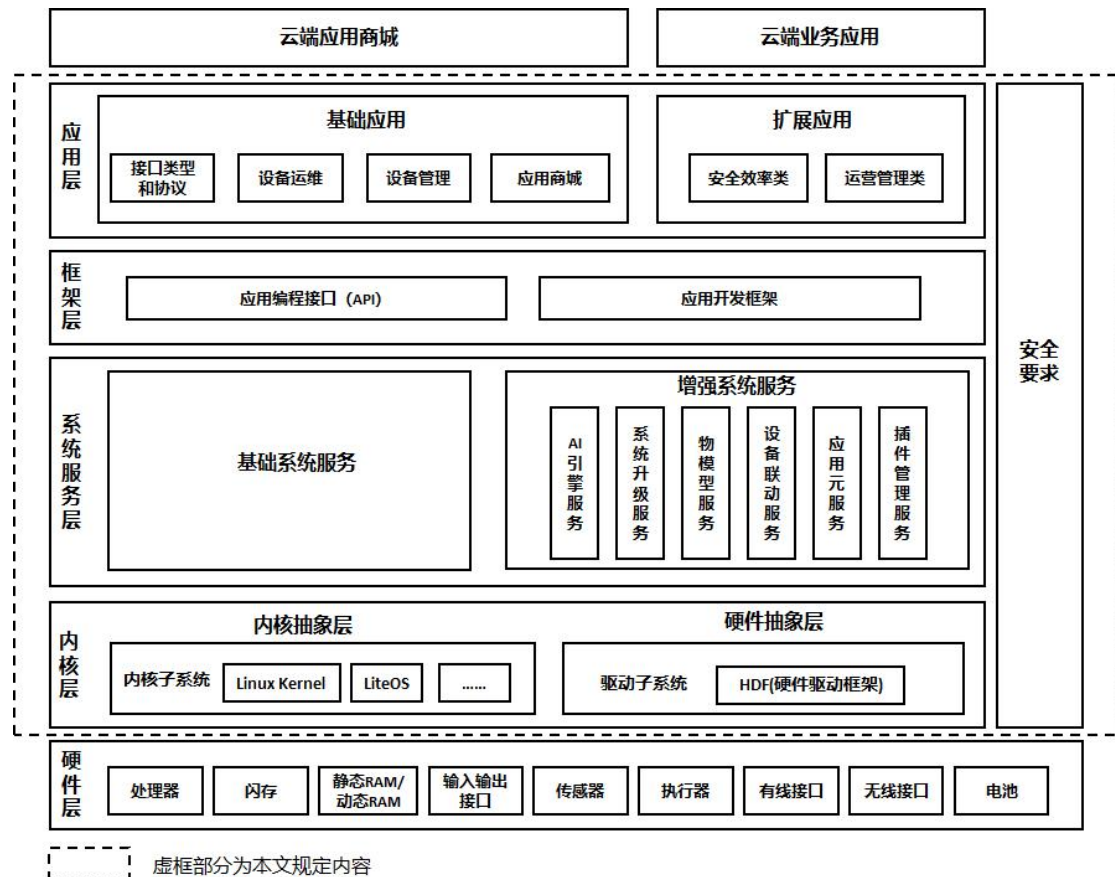 云端应用商城
云端业务应用
应用层
基础应用
接口类型
和协议
设备运维
设备管理
应用商城
扩展应用
安全效率类
运营管理类
框架层
应用编程接口（API）
应用开发框架
安全
要求
系统服务层
基础系统服务
增强系统服务
AI引擎服务
系统升级服务
物模型服务
设备联动服务
应用元服务
插件管理服务
内核层
内核抽象层
内核子系统
Linux Kernel
LiteOS
......
硬件抽象层
驱动子系统
HDF(硬件驱动框架)
硬件层
处理器
闪存
静态RAM/
动态RAM
输入输出
接口
传感器
执行器
有线接口
无线接口
电池
虚框部分为本文规定内容